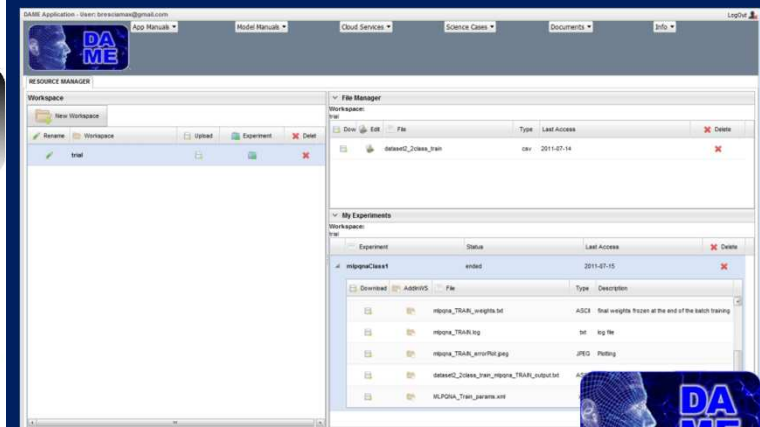 DAME Application - User: bresciamax@gmail.com
LogOut
DAME
App Manuals
Model Manuals
Cloud Services
Science Cases
Documents
Info
RESOURCE MANAGER
Workspace
New Workspace
Rename Workspace Upload Experiment Delet
trial
File Manager
Workspace:
trial
Dow Edit File Type Last Access Delete
dataset2_2class_train csv 2011-07-14
My Experiments
Workspace:
trial
Experiment Status Last Access Delete
mlpqnaClass1 ended 2011-07-15
Download AddInWS File Type Description
mlpqna_TRAIN_weights.txt ASCII final weights frozen at the end of the batch training
mlpqna_TRAIN.log txt log file
mlpqna_TRAIN_errorPlot.jpeg JPEG Plotting
dataset2_2class_train_mlpqna_TRAIN_output.txt
MLPQNA_Train_params.xml
DAME